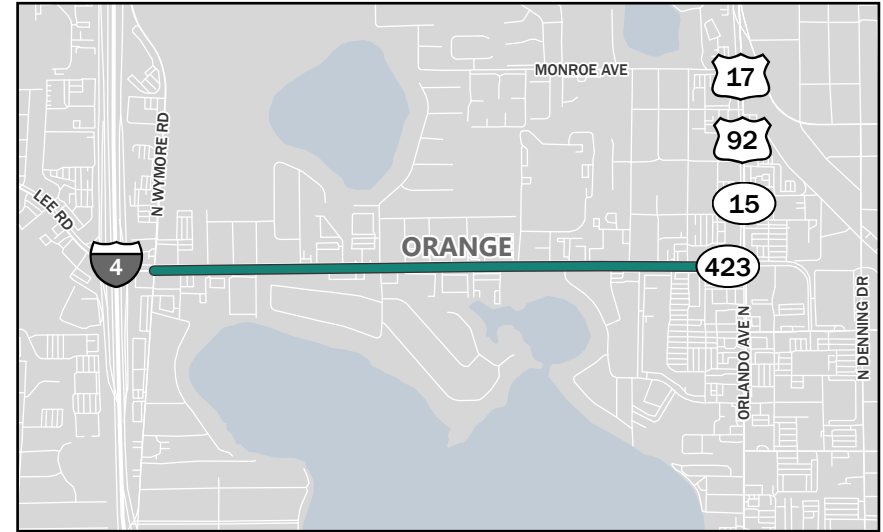 MONROE AVE
17
92
N WYMORE RD
LEE RD
15
ORANGE
4
423
ORLANDO AVE N
N DENNING DR